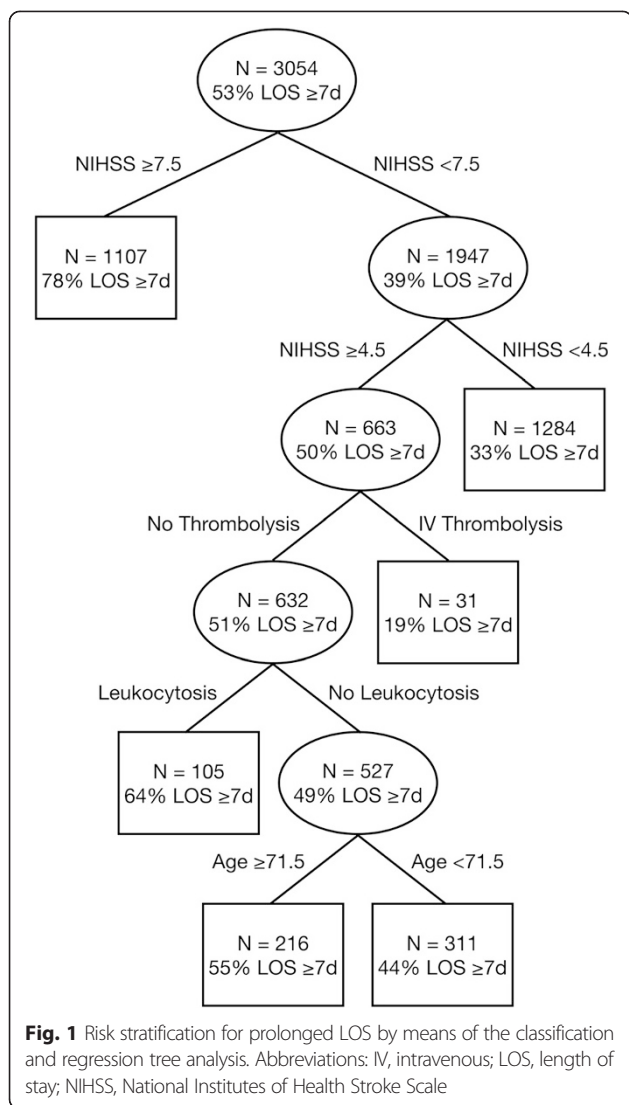 N = 3054
53% LOS ≥7d
NIHSS ≥7.5
NIHSS <7.5
N = 1107
78% LOS ≥7d
N = 1947
39% LOS ≥7d
NIHSS ≥4.5
NIHSS <4.5
N = 663
50% LOS ≥7d
N = 1284
33% LOS ≥7d
No Thrombolysis
IV Thrombolysis
N = 632
51% LOS ≥7d
N = 31
19% LOS ≥7d
Leukocytosis
No Leukocytosis
N = 105
64% LOS ≥7d
N = 527
49% LOS ≥7d
Age ≥71.5
Age <71.5
N = 216
55% LOS ≥7d
N = 311
44% LOS ≥7d
Fig. 1 Risk stratification for prolonged LOS by means of the classification
and regression tree analysis. Abbreviations: IV, intravenous; LOS, length of
stay; NIHSS, National Institutes of Health Stroke Scale